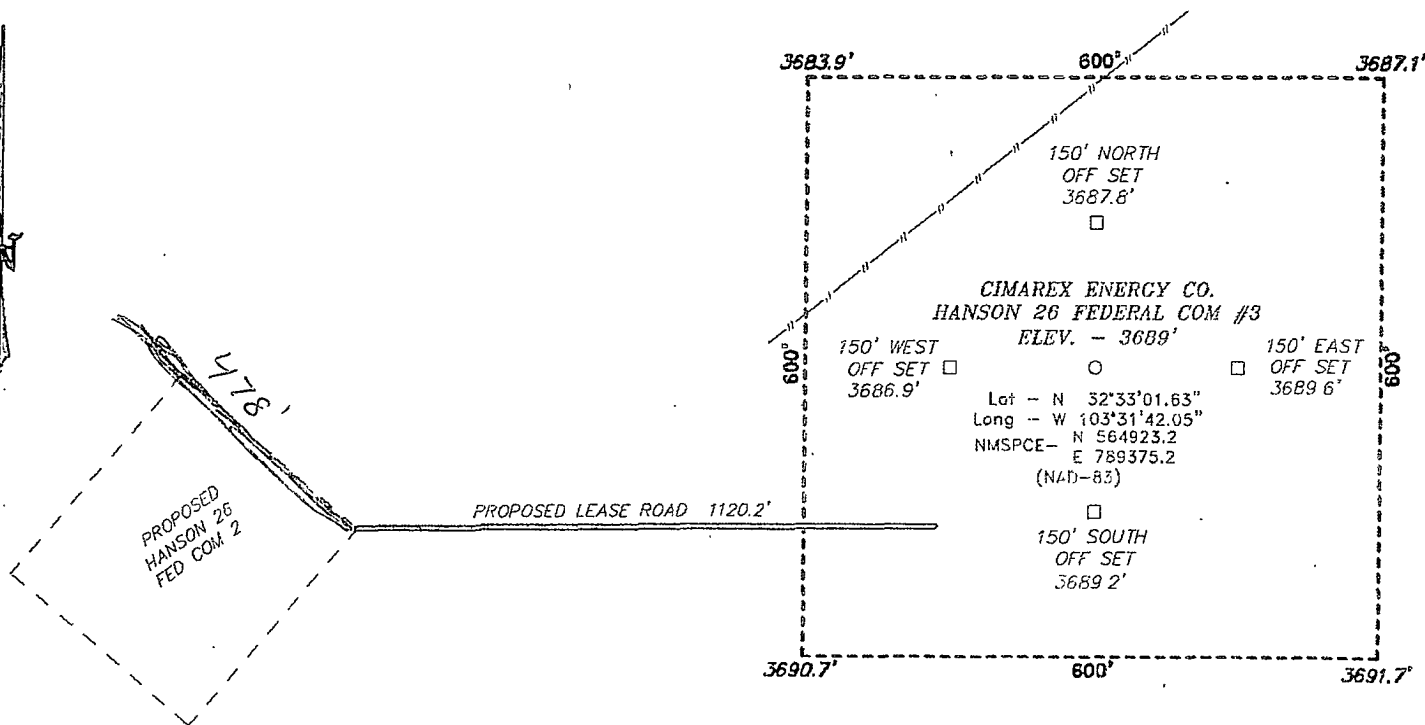 3683.9'
600'
3687.1'
150' NORTH
OFF SET
3687.8'
CIMAREX ENERGY CO.
HANSON 26 FEDERAL COM #3
ELEV. - 3689'
150' WEST
OFF SET
3686.9'
150' EAST
OFF SET
3689 6'
600'
600'
Lat - N 32°33'01.63"
Long - W 103°31'42.05"
NMSPCE- N 564923.2
E 789375.2
(NAD-83)
478'
PROPOSED
HANSON 26
FED COM 2
PROPOSED LEASE ROAD 1120.2'
150' SOUTH
OFF SET
3689 2'
3690.7'
600'
3691.7'